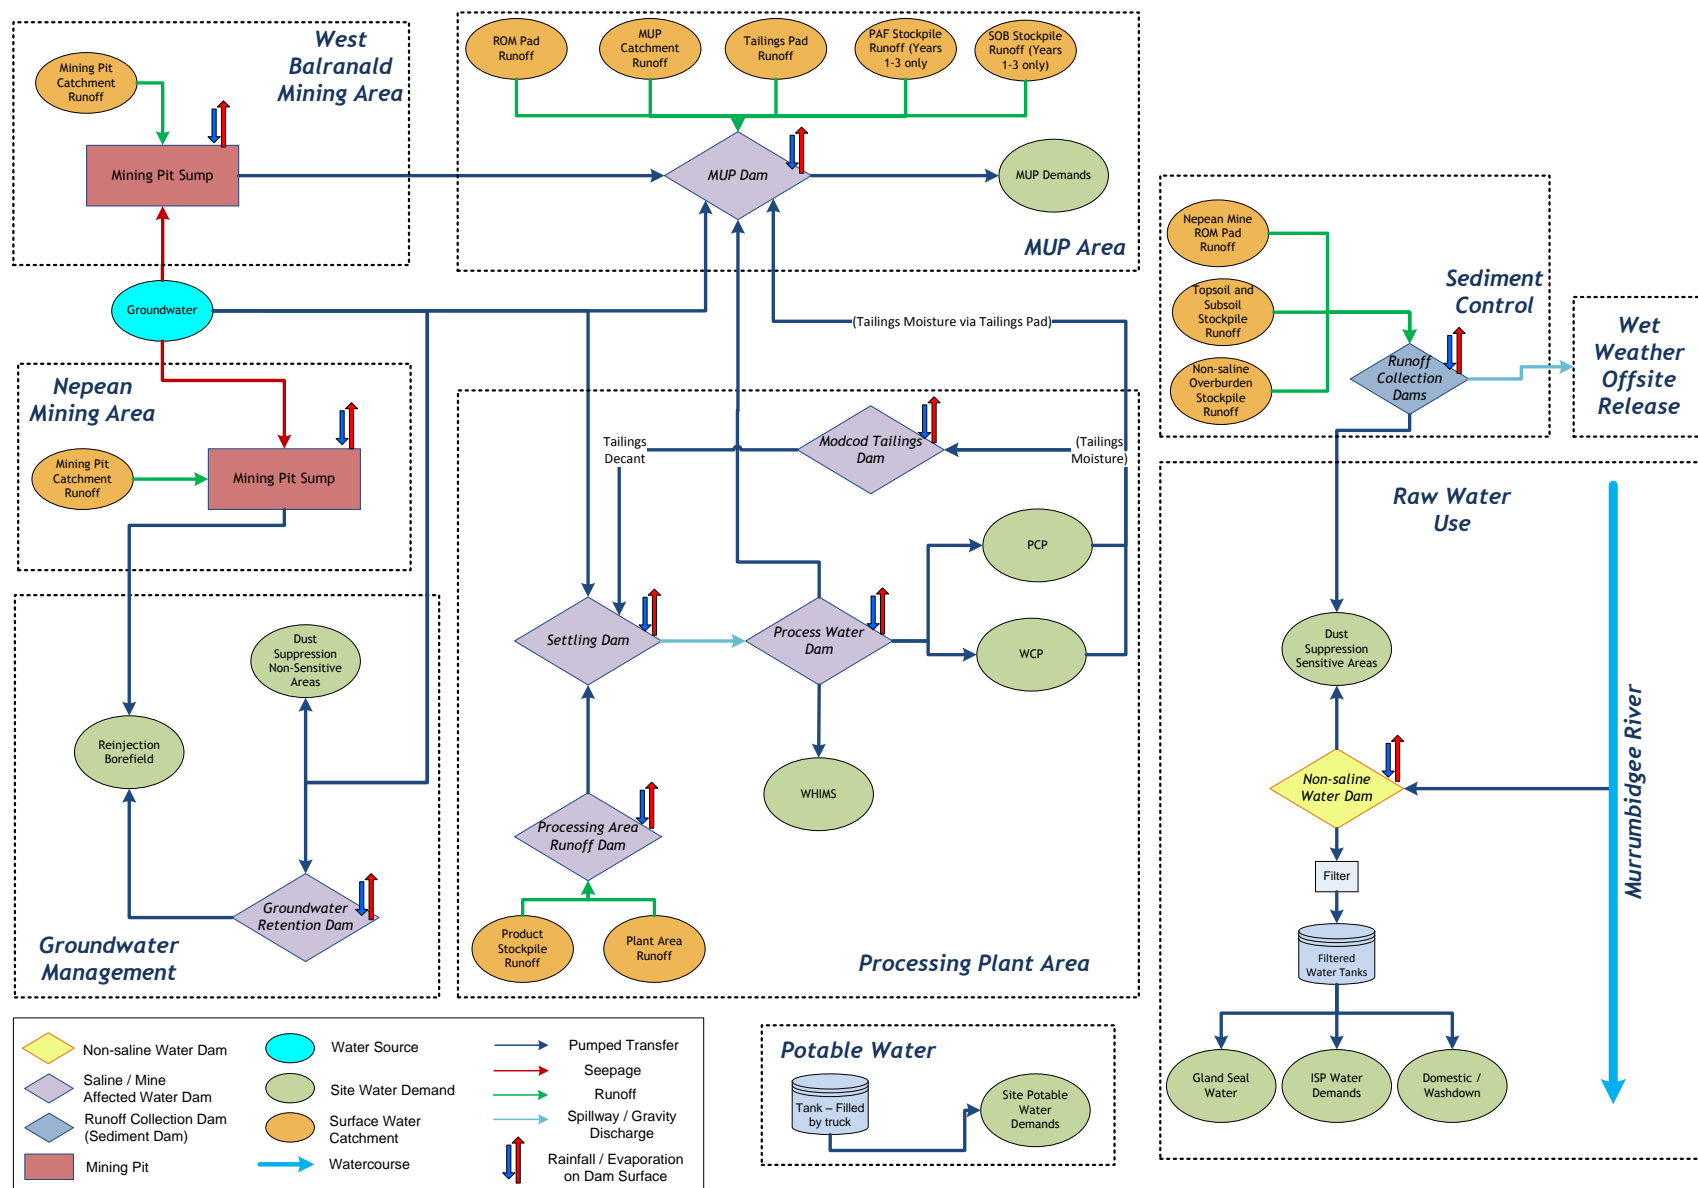 West
Balranald
Mining Area
Mining Pit
Catchment
Runoff
Mining Pit Sump
ROM Pad
Runoff
MUP
Catchment
Runoff
Tailings Pad
Runoff
PAF Stockpile
Runoff (Years
1-3 only
SOB Stockpile
Runoff (Years
1-3 only)
MUP Dam
MUP Demands
MUP Area
Groundwater
Nepean
Mining Area
Mining Pit
Catchment
Runoff
Mining Pit Sump
(Tailings Moisture via Tailings Pad)
Nepean Mine
ROM Pad
Runoff
Topsoil and
Subsoil
Stockpile
Runoff
Non-saline
Overburden
Stockpile
Runoff
Sediment
Control
Runoff
Collection
Dams
Wet
Weather
Offsite
Release
Tailings
Decant
Modcod Tailings
Dam
(Tailings
Moisture)
PCP
WCP
Settling Dam
Process Water
Dam
WHIMS
Processing Area
Runoff Dam
Product
Stockpile
Runoff
Plant Area
Runoff
Processing Plant Area
Dust
Suppression
Non-Sensitive
Areas
Reinjection
Borefield
Groundwater
Retention Dam
Groundwater
Management
Raw Water
Use
Dust
Suppression
Sensitive Areas
Non-saline
Water Dam
Murrumbidgee River
Filter
Filtered
Water Tanks
Gland Seal
Water
ISP Water
Demands
Domestic /
Washdown
Potable Water
Tank – Filled
by truck
Site Potable
Water
Demands
Non-saline Water Dam
Saline / Mine
Affected Water Dam
Runoff Collection Dam
(Sediment Dam)
Mining Pit
Water Source
Site Water Demand
Surface Water
Catchment
Watercourse
Pumped Transfer
Seepage
Runoff
Spillway / Gravity
Discharge
Rainfall / Evaporation
on Dam Surface